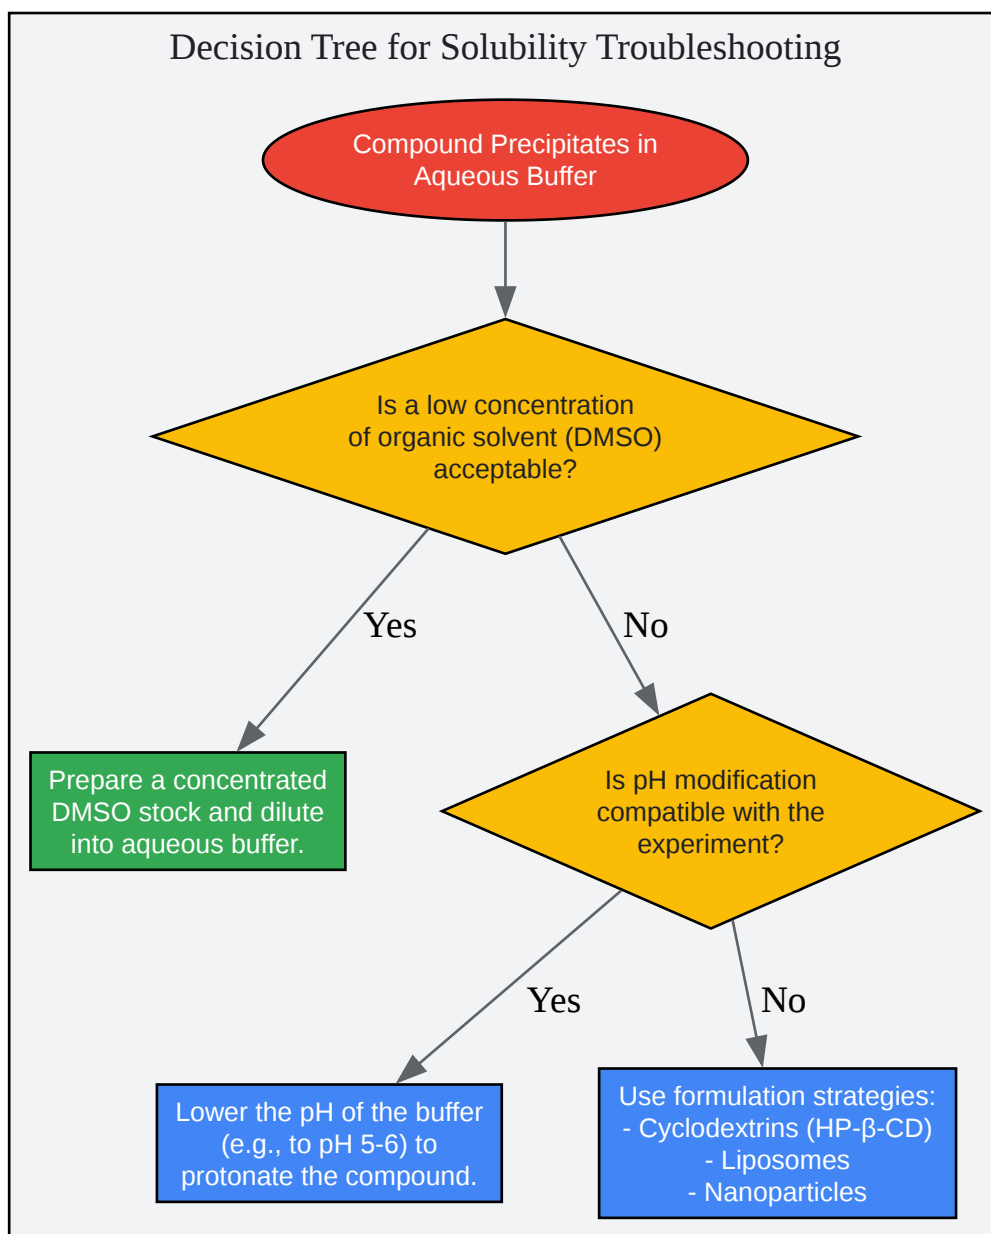 Decision Tree for Solubility Troubleshooting
Compound Precipitates in
Aqueous Buffer
Is a low concentration
of organic solvent (DMSO)
acceptable?
Yes
No
Prepare a concentrated
DMSO stock and dilute
into aqueous buffer.
Is pH modification
compatible with the
experiment?
Yes
No
Lower the pH of the buffer
(e.g., to pH 5-6) to
protonate the compound.
Use formulation strategies:
- Cyclodextrins (HP-β-CD)
- Liposomes
- Nanoparticles